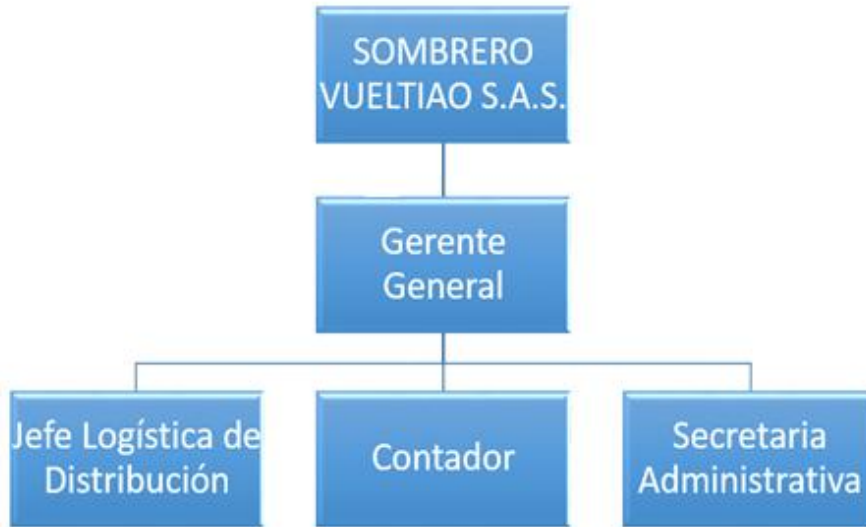 SOMBRERO
VUELTIAO S.A.S.
Gerente
General
Jefe Logística de
Distribución
Contador
Secretaria
Administrativa